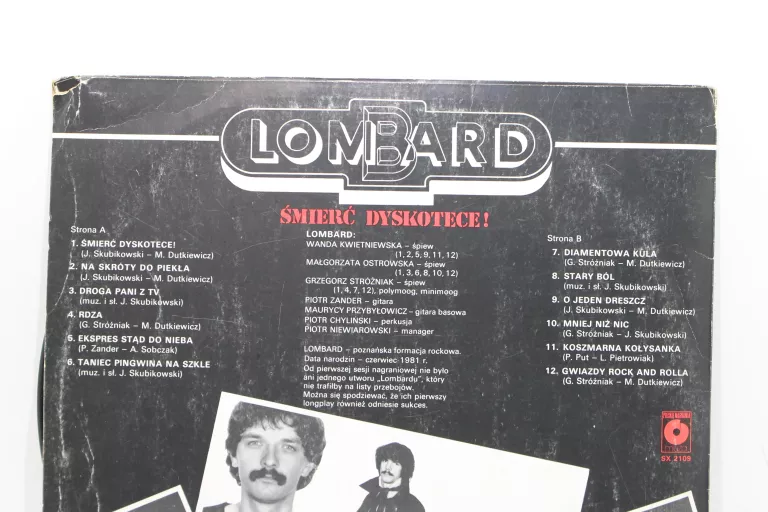 LOMBARD
ŚMIERĆ DYSKOTECE!
Strona A
1. ŚMIERĆ DYSKOTECE!
(J. Skubikowski – M. Dutkiewicz)
2. NA SKRÓTY DO PIEKŁA
(J. Skubikowski – M. Dutkiewicz)
3. DROGA PANI Z TV
(muz. i sł. J. Skubikowski)
4. RDZA
(G. Stróżniak – M. Dutkiewicz)
5. EKSPRES STĄD DO NIEBA
(P. Zander – A. Sobczak)
6. TANIEC PINGWINA NA SZKLE
(muz. i sł. J. Skubikowski)
LOMBARD:
WANDA KWIETNIEWSKA – śpiew
(1, 2, 5, 9, 11, 12)
MAŁGORZATA OSTROWSKA – śpiew
(1, 3, 6, 8, 10, 12)
GRZEGORZ STRÓŻNIAK – śpiew
(1, 4, 7, 12), polymoog, minimoog
PIOTR ZANDER – gitara
MAURYCY PRZYBYŁOWICZ – gitara basowa
PIOTR CHYLIŃSKI – perkusja
PIOTR NIEWIAROWSKI – manager
LOMBARD – poznańska formacja rockowa.
Data narodzin – czerwiec 1981 r.
Od pierwszej sesji nagraniowej nie było
ani jednego utworu „Lombardu”, który
nie trafiłby na listy przebojów.
Można się spodziewać, że ich pierwszy
longplay również odniesie sukces.
Strona B
7. DIAMENTOWA KULA
(G. Stróżniak – M. Dutkiewicz)
8. STARY BÓL
(muz. i sł. J. Skubikowski)
9. O JEDEN DRESZCZ
(J. Skubikowski – M. Dutkiewicz)
10. MNIEJ NIŻ NIC
(G. Stróżniak – J. Skubikowski)
11. KOSZMARNA KOŁYSANKA
(P. Put – L. Pietrowiak)
12. GWIAZDY ROCK AND ROLLA
(G. Stróżniak – M. Dutkiewicz)
POLSKIE NAGRANIA
SX 2109